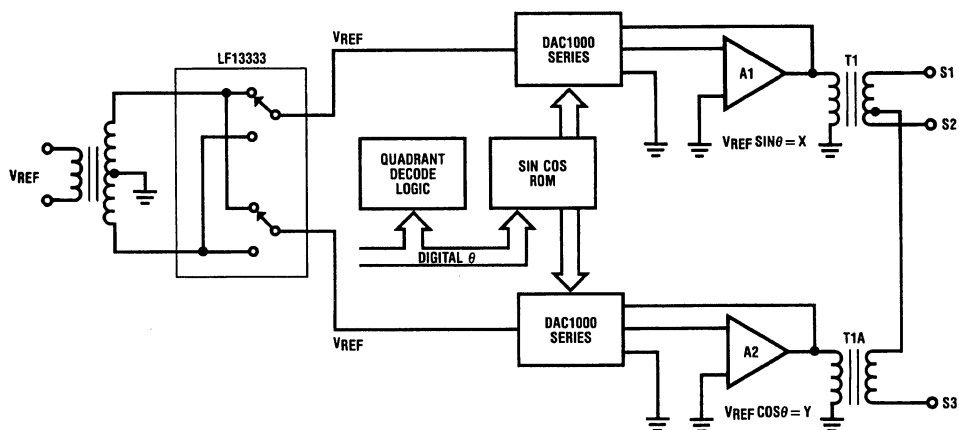 LF13333
VREF
DAC1000
SERIES
A1
T1
S1
S2
VREF SINθ = X
VREF
QUADRANT
DECODE
LOGIC
SIN COS
ROM
DIGITAL θ
VREF
DAC1000
SERIES
A2
T1A
S3
VREF COSθ = Y